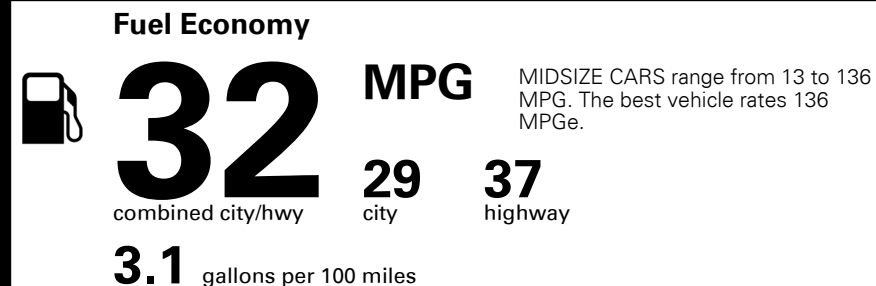 Fuel Economy
32 MPG
MIDSIZE CARS range from 13 to 136
MPG. The best vehicle rates 136
MPGe.
combined city/hwy
29
city
37
highway
3.1 gallons per 100 miles